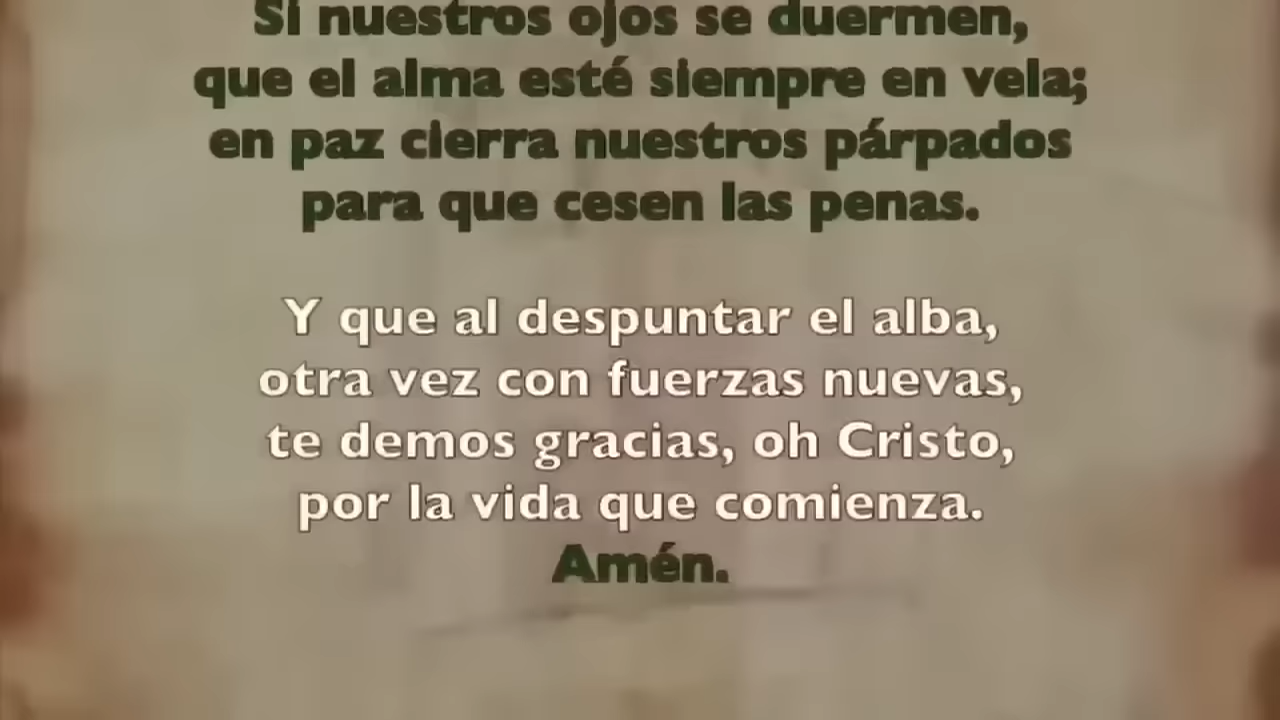 Si nuestros ojos se duermen,
que el alma esté siempre en vela;
en paz cierra nuestros párpados
para que cesen las penas.
Y que al despuntar el alba,
otra vez con fuerzas nuevas,
te demos gracias, oh Cristo,
por la vida que comienza.
Amén.